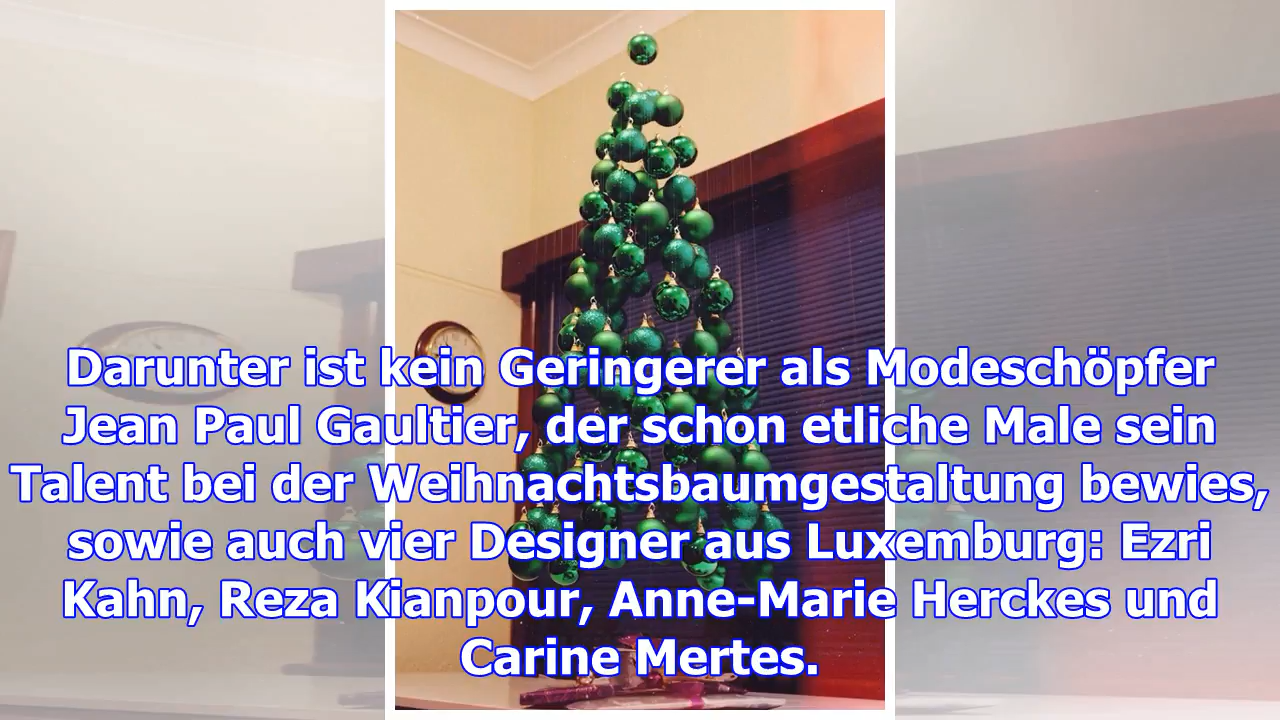 Darunter ist kein Geringerer als Modeschöpfer
Jean Paul Gaultier, der schon etliche Male sein
Talent bei der Weihnachtsbaumgestaltung bewies,
sowie auch vier Designer aus Luxemburg: Ezri
Kahn, Reza Kianpour, Anne-Marie Herckes und
Carine Mertes.